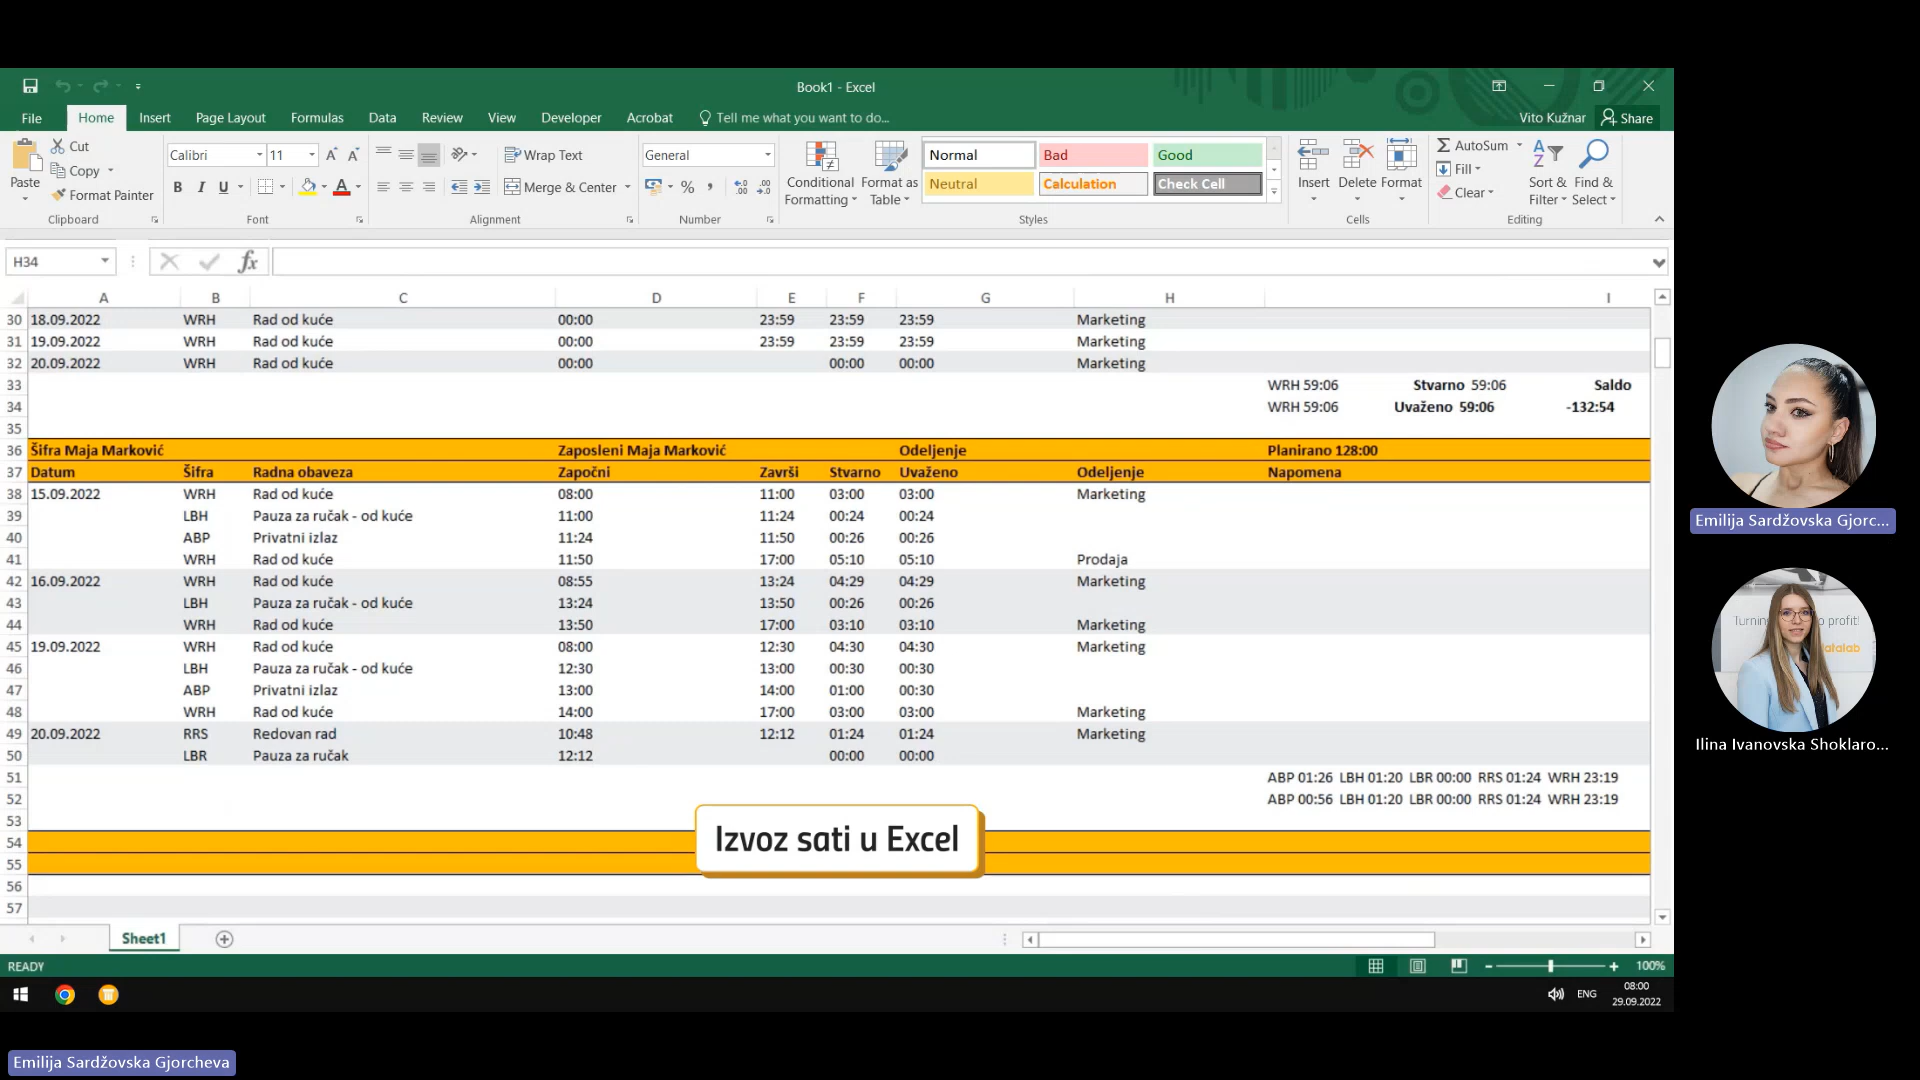 Book1 - Excel
File Home Insert Page Layout Formulas Data Review View Developer Acrobat Tell me what you want to do... Vito Kužnar Share
Paste Cut Copy Format Painter Clipboard
Calibri 11 B I U Font
Wrap Text Merge & Center Alignment
General % Number
Conditional Formatting Format as Table
Normal Bad Good
Neutral Calculation Check Cell
Styles
Insert Delete Format Cells
AutoSum Fill Clear Sort & Filter Find & Select Editing
H34 fx
A B C D E F G H I
30 18.09.2022 WRH Rad od kuće 00:00 23:59 23:59 23:59 Marketing
31 19.09.2022 WRH Rad od kuće 00:00 23:59 23:59 23:59 Marketing
32 20.09.2022 WRH Rad od kuće 00:00 00:00 00:00 Marketing
33 WRH 59:06 Stvarno 59:06 Saldo
34 WRH 59:06 Uvaženo 59:06 -132:54
35
36 Šifra Maja Marković Zaposleni Maja Marković Odeljenje Planirano 128:00
37 Datum Šifra Radna obaveza Započni Završi Stvarno Uvaženo Odeljenje Napomena
38 15.09.2022 WRH Rad od kuće 08:00 11:00 03:00 03:00 Marketing
39 LBH Pauza za ručak - od kuće 11:00 11:24 00:24 00:24
40 ABP Privatni izlaz 11:24 11:50 00:26 00:26
41 WRH Rad od kuće 11:50 17:00 05:10 05:10 Prodaja
42 16.09.2022 WRH Rad od kuće 08:55 13:24 04:29 04:29 Marketing
43 LBH Pauza za ručak - od kuće 13:24 13:50 00:26 00:26
44 WRH Rad od kuće 13:50 17:00 03:10 03:10 Marketing
45 19.09.2022 WRH Rad od kuće 08:00 12:30 04:30 04:30 Marketing
46 LBH Pauza za ručak - od kuće 12:30 13:00 00:30 00:30
47 ABP Privatni izlaz 13:00 14:00 01:00 00:30
48 WRH Rad od kuće 14:00 17:00 03:00 03:00 Marketing
49 20.09.2022 RRS Redovan rad 10:48 12:12 01:24 01:24 Marketing
50 LBR Pauza za ručak 12:12 00:00 00:00
51 ABP 01:26 LBH 01:20 LBR 00:00 RRS 01:24 WRH 23:19
52 ABP 00:56 LBH 01:20 LBR 00:00 RRS 01:24 WRH 23:19
53
54
55
56
57
Izvoz sati u Excel
Sheet1
READY 100%
ENG 08:00
29.09.2022
Emilija Sardžovska Gjorc...
Turnin o profit!
atalab
Ilina Ivanovska Shoklaro...
Emilija Sardžovska Gjorcheva